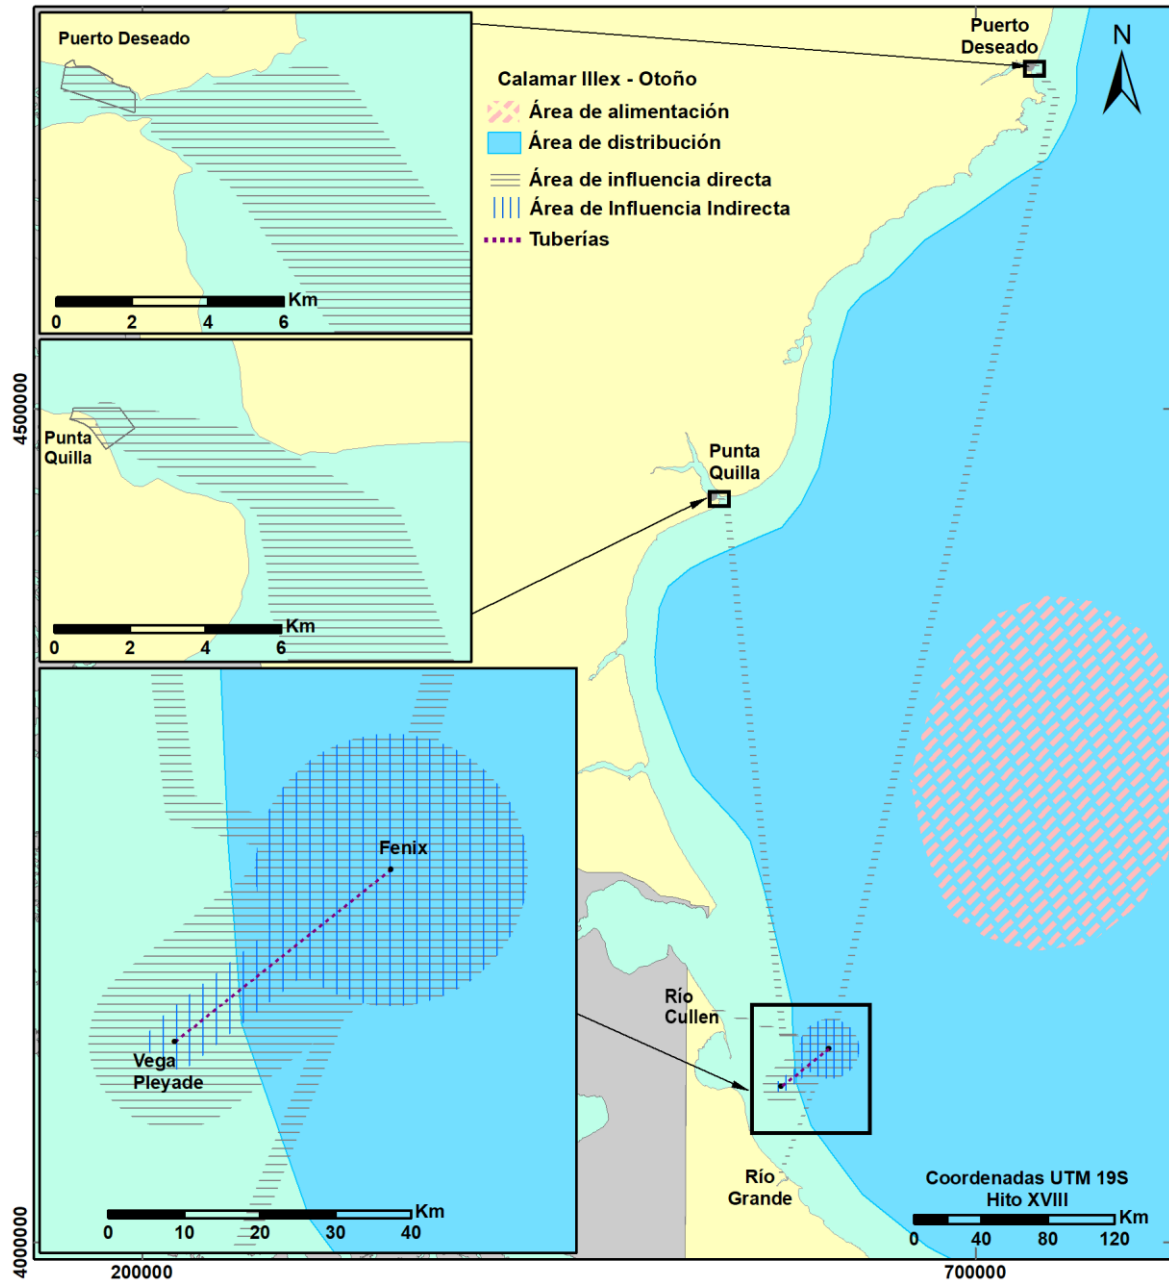 Puerto Deseado
Km
0 2 4 6
Punta
Quilla
Km
0 2 4 6
Fenix
Vega
Pleyade
Km
0 10 20 30 40
Calamar Illex - Otoño
Área de alimentación
Área de distribución
Área de influencia directa
Área de Influencia Indirecta
Tuberías
Puerto
Deseado
N
Punta
Quilla
Río
Cullen
Río
Grande
Coordenadas UTM 19S
Hito XVIII
Km
0 40 80 120
4500000
4000000
200000
700000